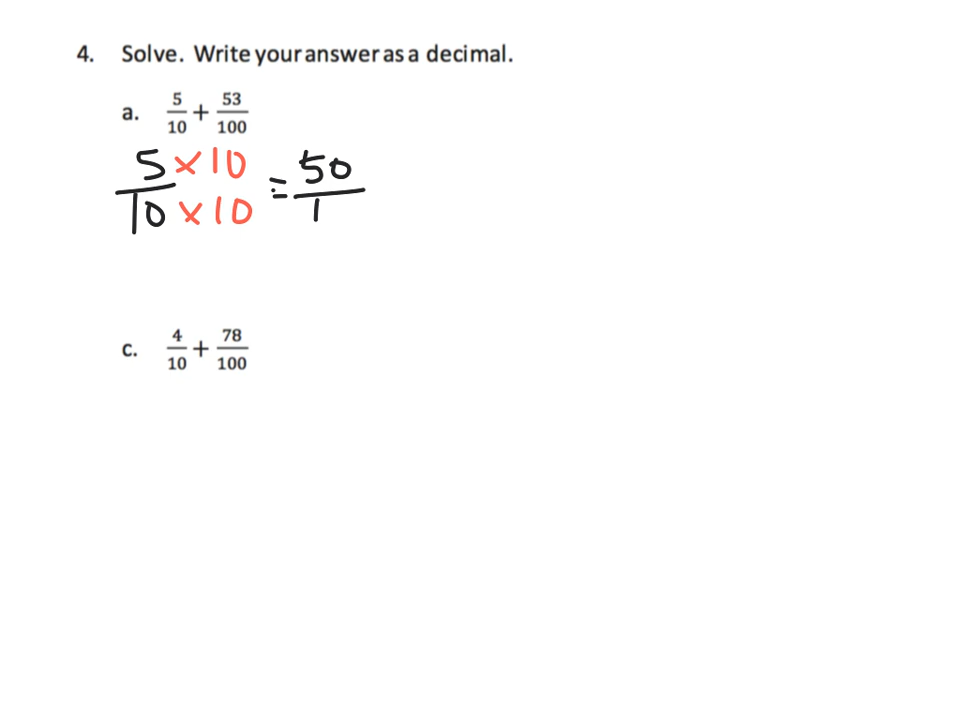 4. Solve. Write your answer as a decimal.
a. 5/10 + 53/100
5 × 10 / 10 × 10 = 50 / 1
c. 4/10 + 78/100